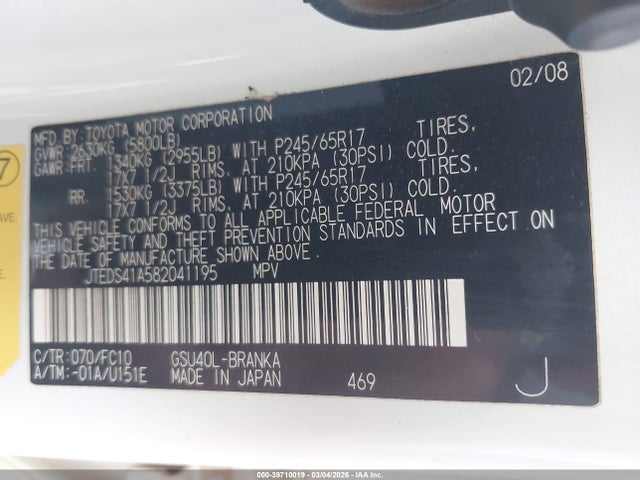 02/08
MFD. BY: TOYOTA MOTOR CORPORATION
GVWR-2630KG (5800LB)
GAWR-FRT. 1340KG (2955LB) WITH P245/65R17 TIRES,
17X7 1/2J RIMS, AT 210KPA (30PSI) COLD.
RR. 1530KG (3375LB) WITH P245/65R17 TIRES,
17X7 1/2J RIMS, AT 210KPA (30PSI) COLD.
THIS VEHICLE CONFORMS TO ALL APPLICABLE FEDERAL MOTOR
VEHICLE SAFETY AND THEFT PREVENTION STANDARDS IN EFFECT ON
THE DATE OF MANUFACTURE SHOWN ABOVE.
JTEDS41A582041195 MPV
C/TR:070/FC10 GSU40L-BRANKA
A/TM:-01A/U151E MADE IN JAPAN 469 J
7
AVE:
000-39710019 - 03/04/2026 - IAA